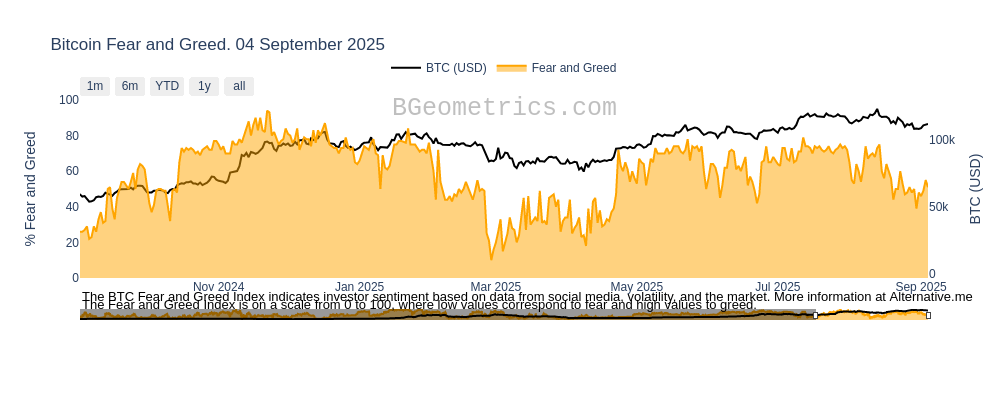 Bitcoin Fear and Greed. 04 September 2025
BTC (USD) Fear and Greed
1m 6m YTD 1y all
BGeometrics.com
100
80
60
40
20
0
% Fear and Greed
100k
50k
0
BTC (USD)
Nov 2024 Jan 2025 Mar 2025 May 2025 Jul 2025 Sep 2025
The BTC Fear and Greed Index indicates investor sentiment based on data from social media, volatility, and the market. More information at Alternative.me
The Fear and Greed Index is on a scale from 0 to 100, where low values correspond to fear and high values to greed.